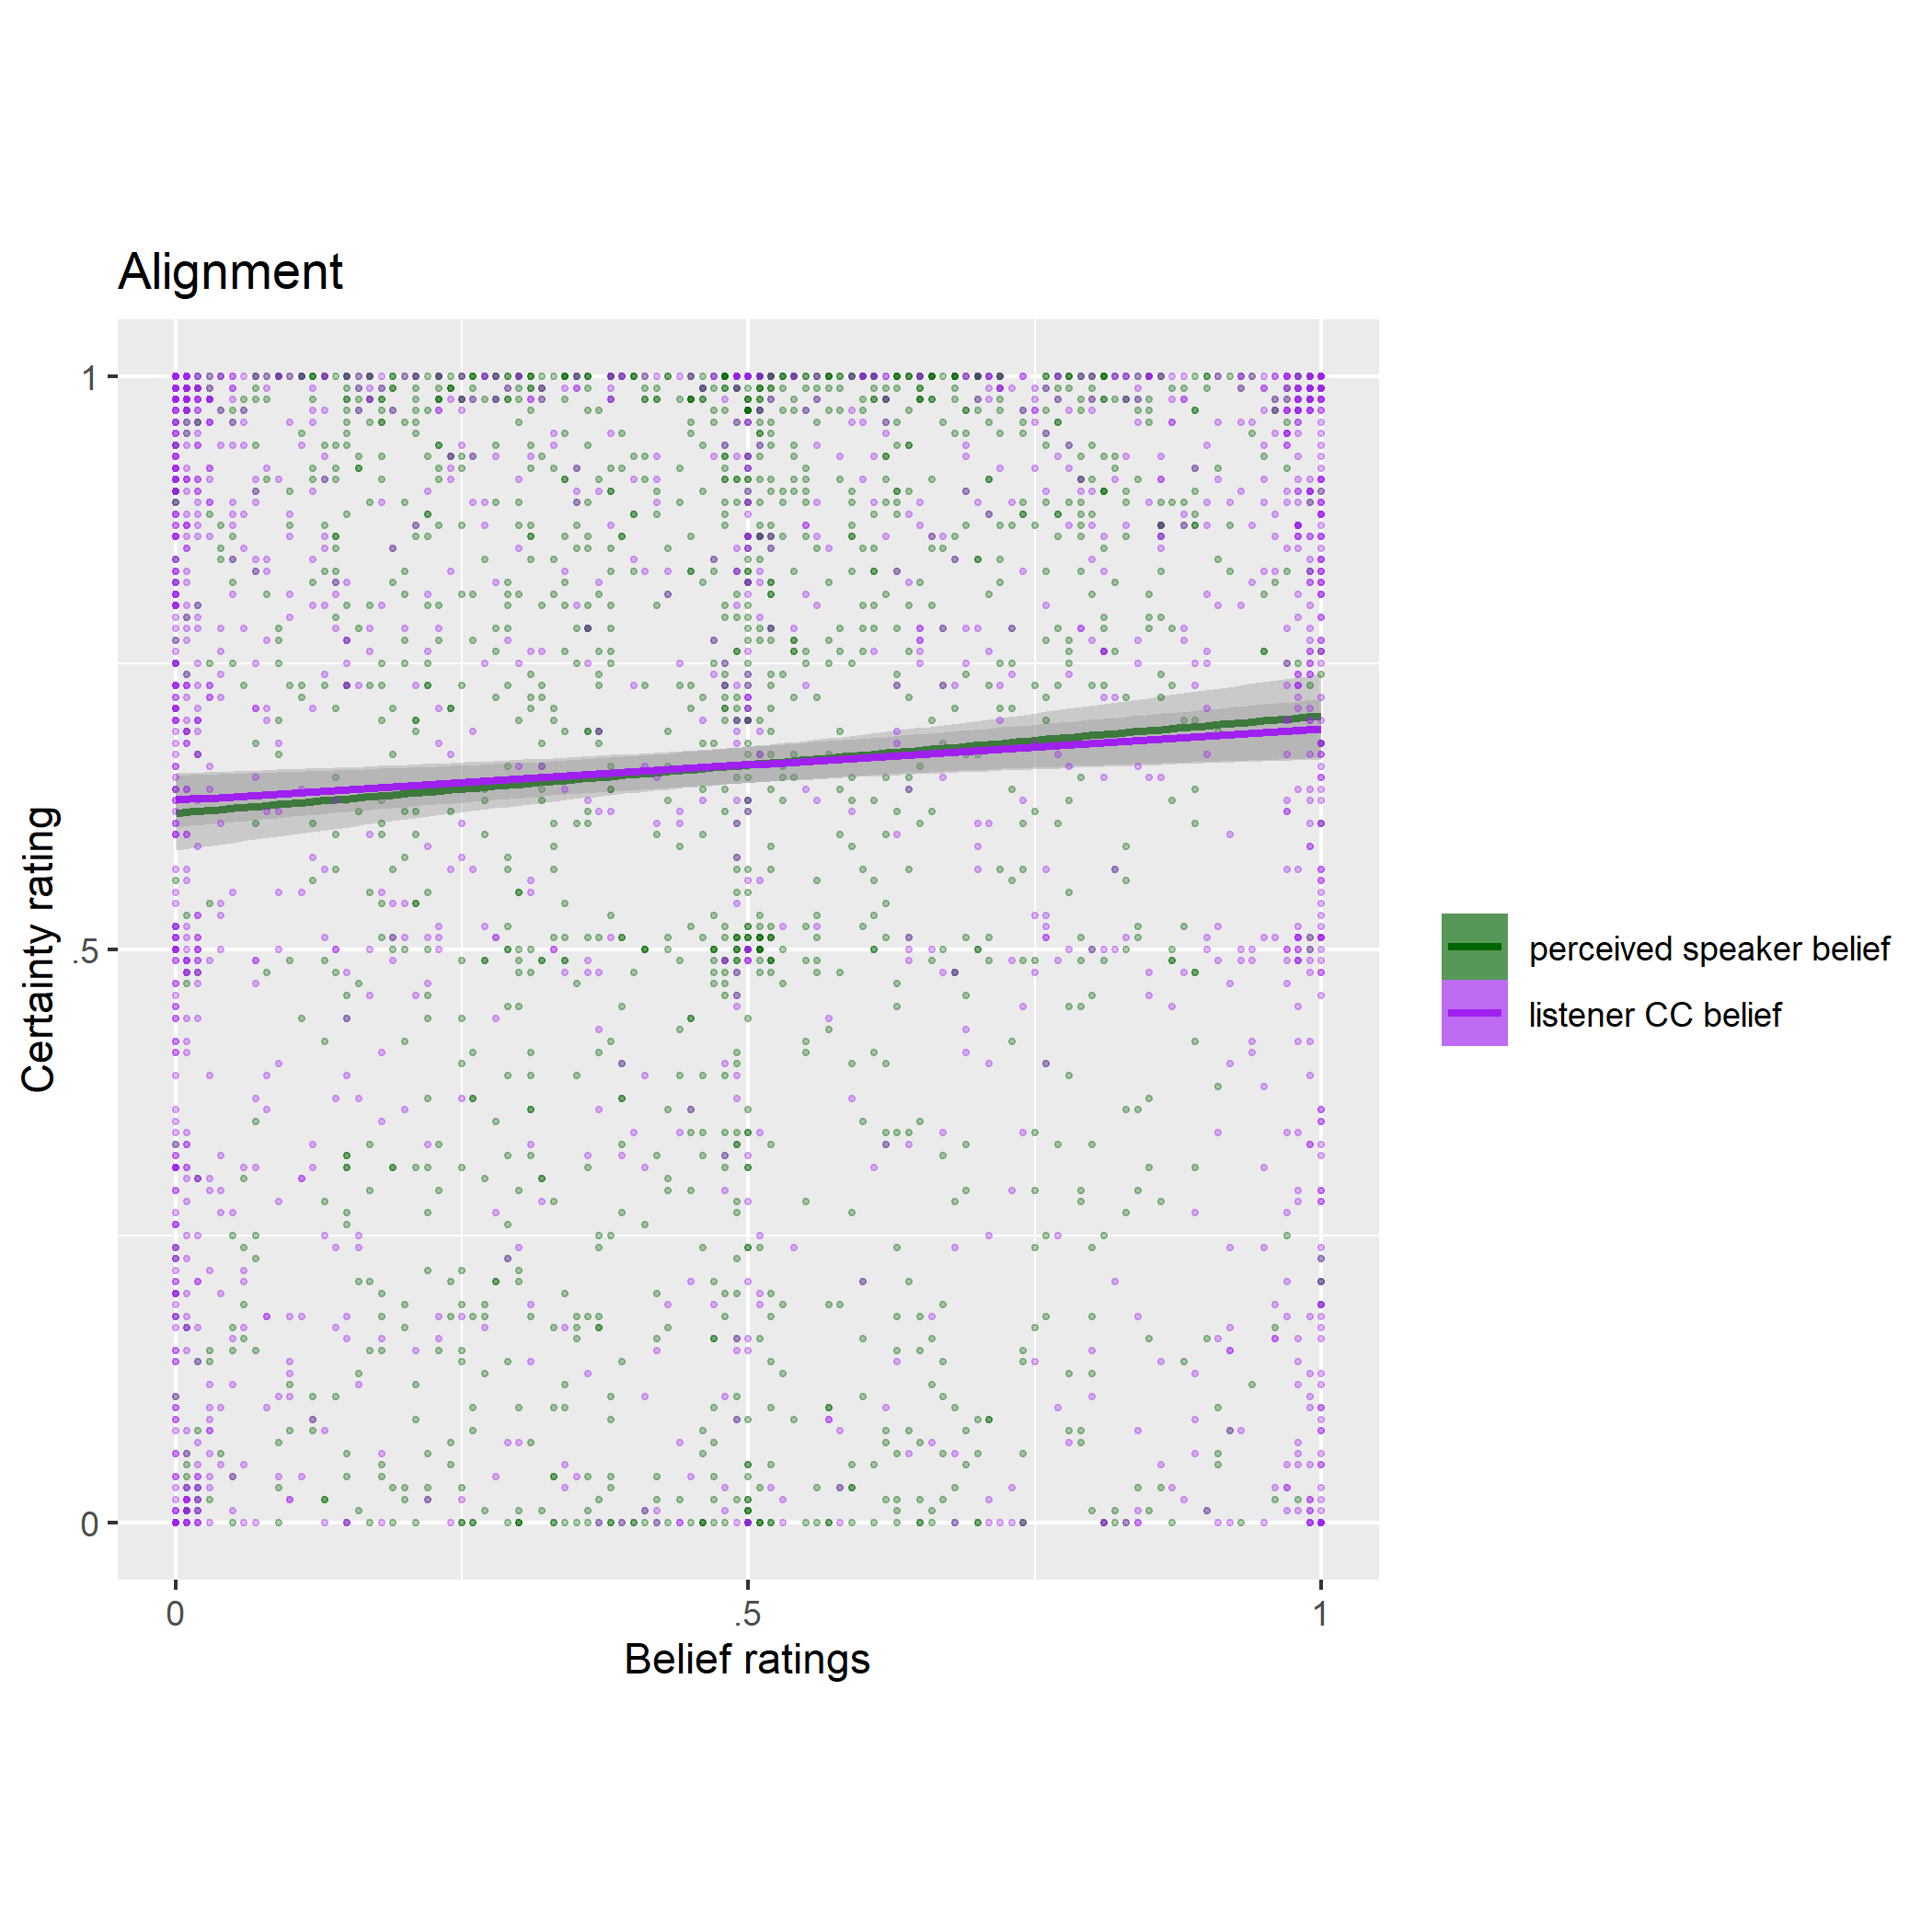 Alignment
Certainty rating
1
.5
0
0
.5
1
Belief ratings
perceived speaker belief
listener CC belief